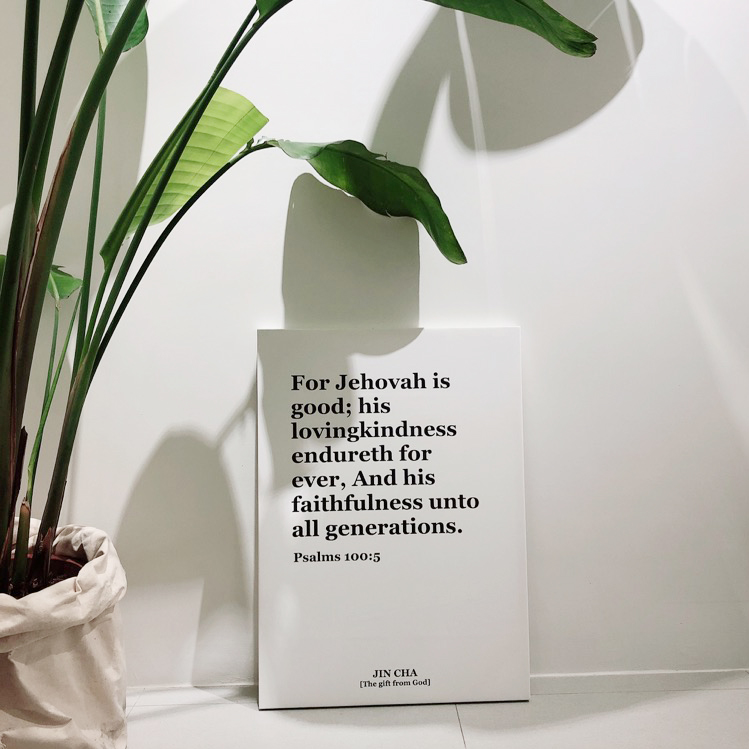 For Jehovah is
good; his
lovingkindness
endureth for
ever, And his
faithfulness unto
all generations.
Psalms 100:5
JIN CHA
[The gift from God]